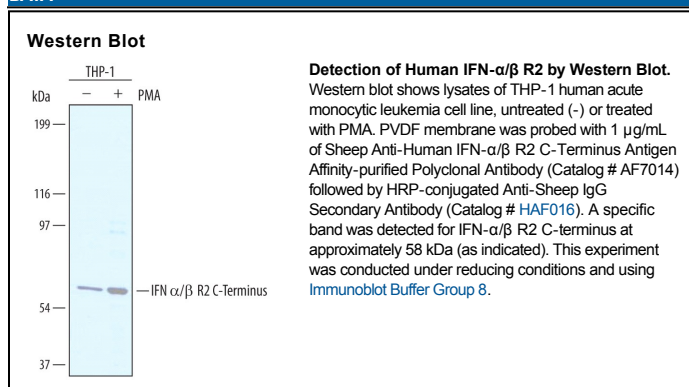 Western Blot
THP-1
kDa − + PMA
199
116
97
IFN α/β R2 C-Terminus
54
37
Detection of Human IFN-α/β R2 by Western Blot.
Western blot shows lysates of THP-1 human acute
monocytic leukemia cell line, untreated (-) or treated
with PMA. PVDF membrane was probed with 1 µg/mL
of Sheep Anti-Human IFN-α/β R2 C-Terminus Antigen
Affinity-purified Polyclonal Antibody (Catalog # AF7014)
followed by HRP-conjugated Anti-Sheep IgG
Secondary Antibody (Catalog # HAF016). A specific
band was detected for IFN-α/β R2 C-terminus at
approximately 58 kDa (as indicated). This experiment
was conducted under reducing conditions and using
Immunoblot Buffer Group 8.